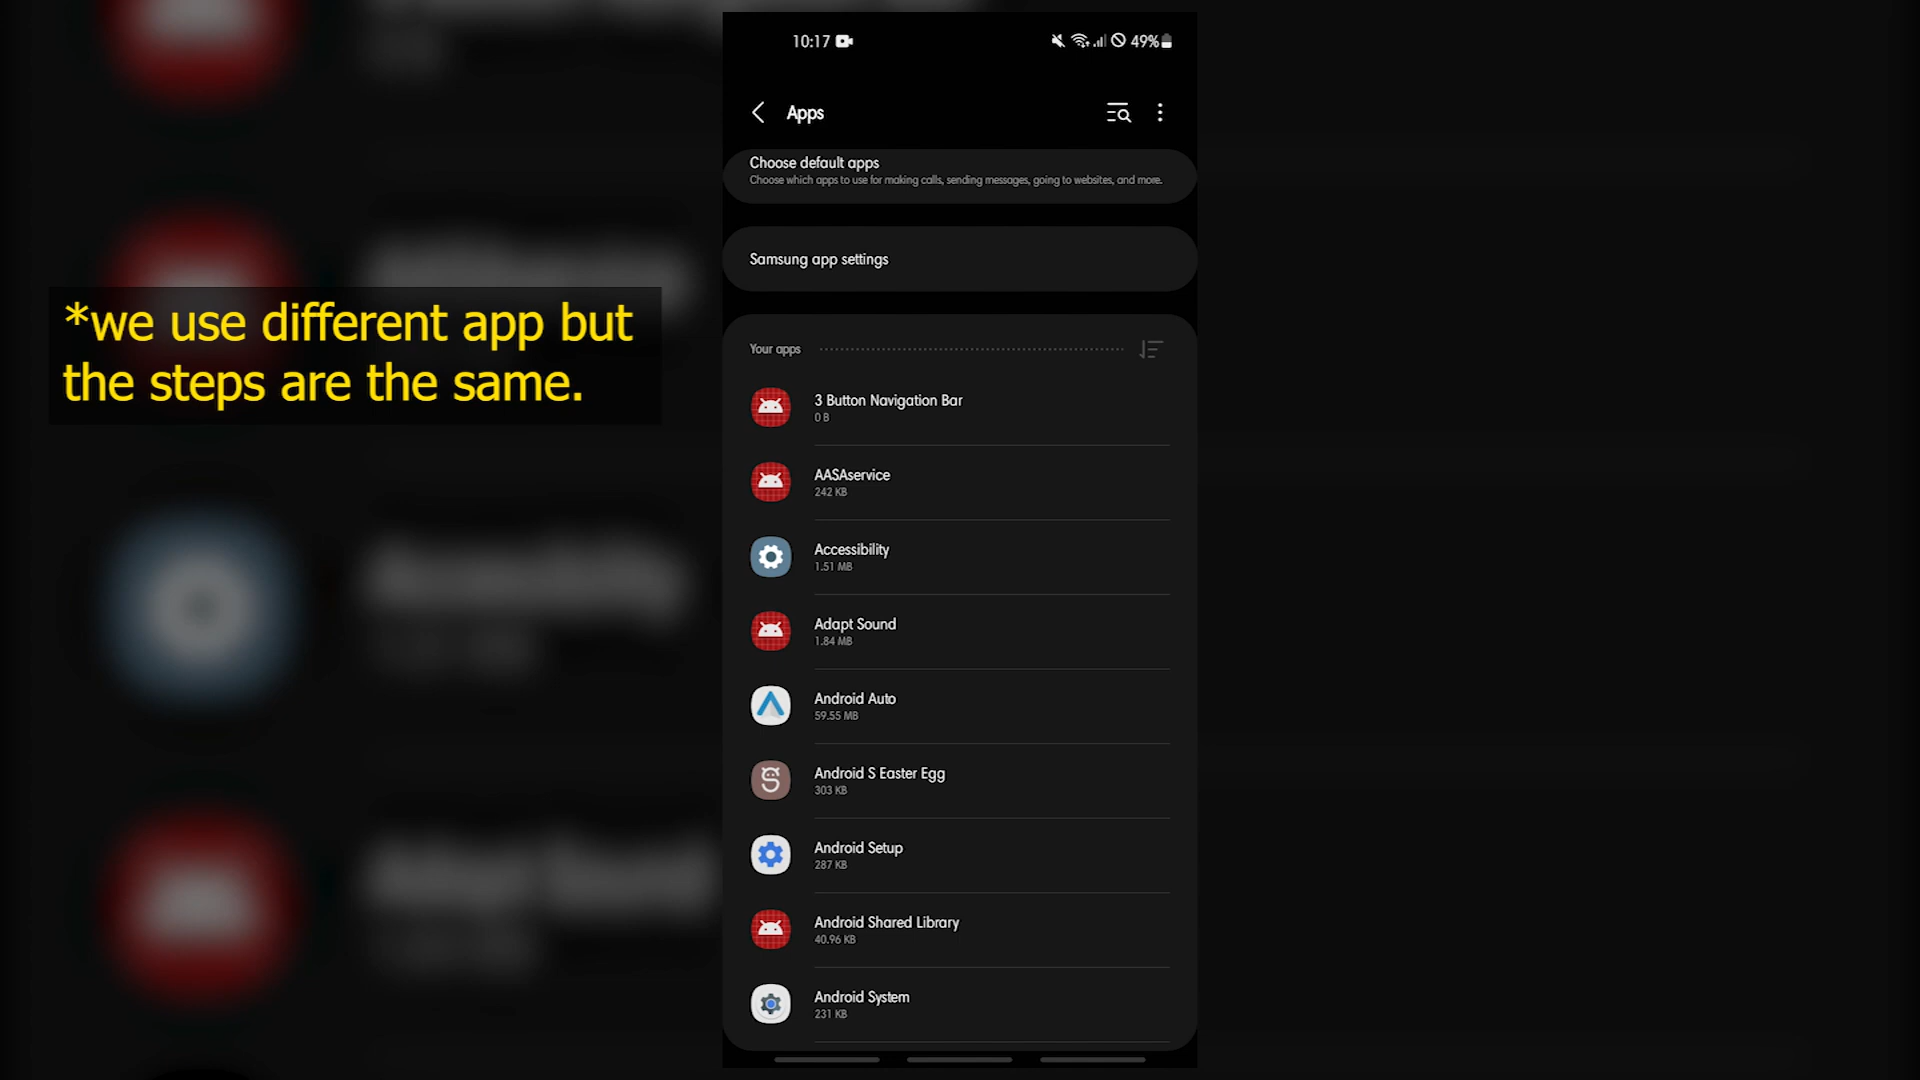 10:17
49%
Apps
Choose default apps
Choose which apps to use for making calls, sending messages, going to websites, and more.
Samsung app settings
*we use different app but
the steps are the same.
Your apps
3 Button Navigation Bar
0 B
AASAservice
242 KB
Accessibility
1.51 MB
Adapt Sound
1.84 MB
Android Auto
59.55 MB
Android S Easter Egg
303 KB
Android Setup
287 KB
Android Shared Library
40.96 KB
Android System
231 KB